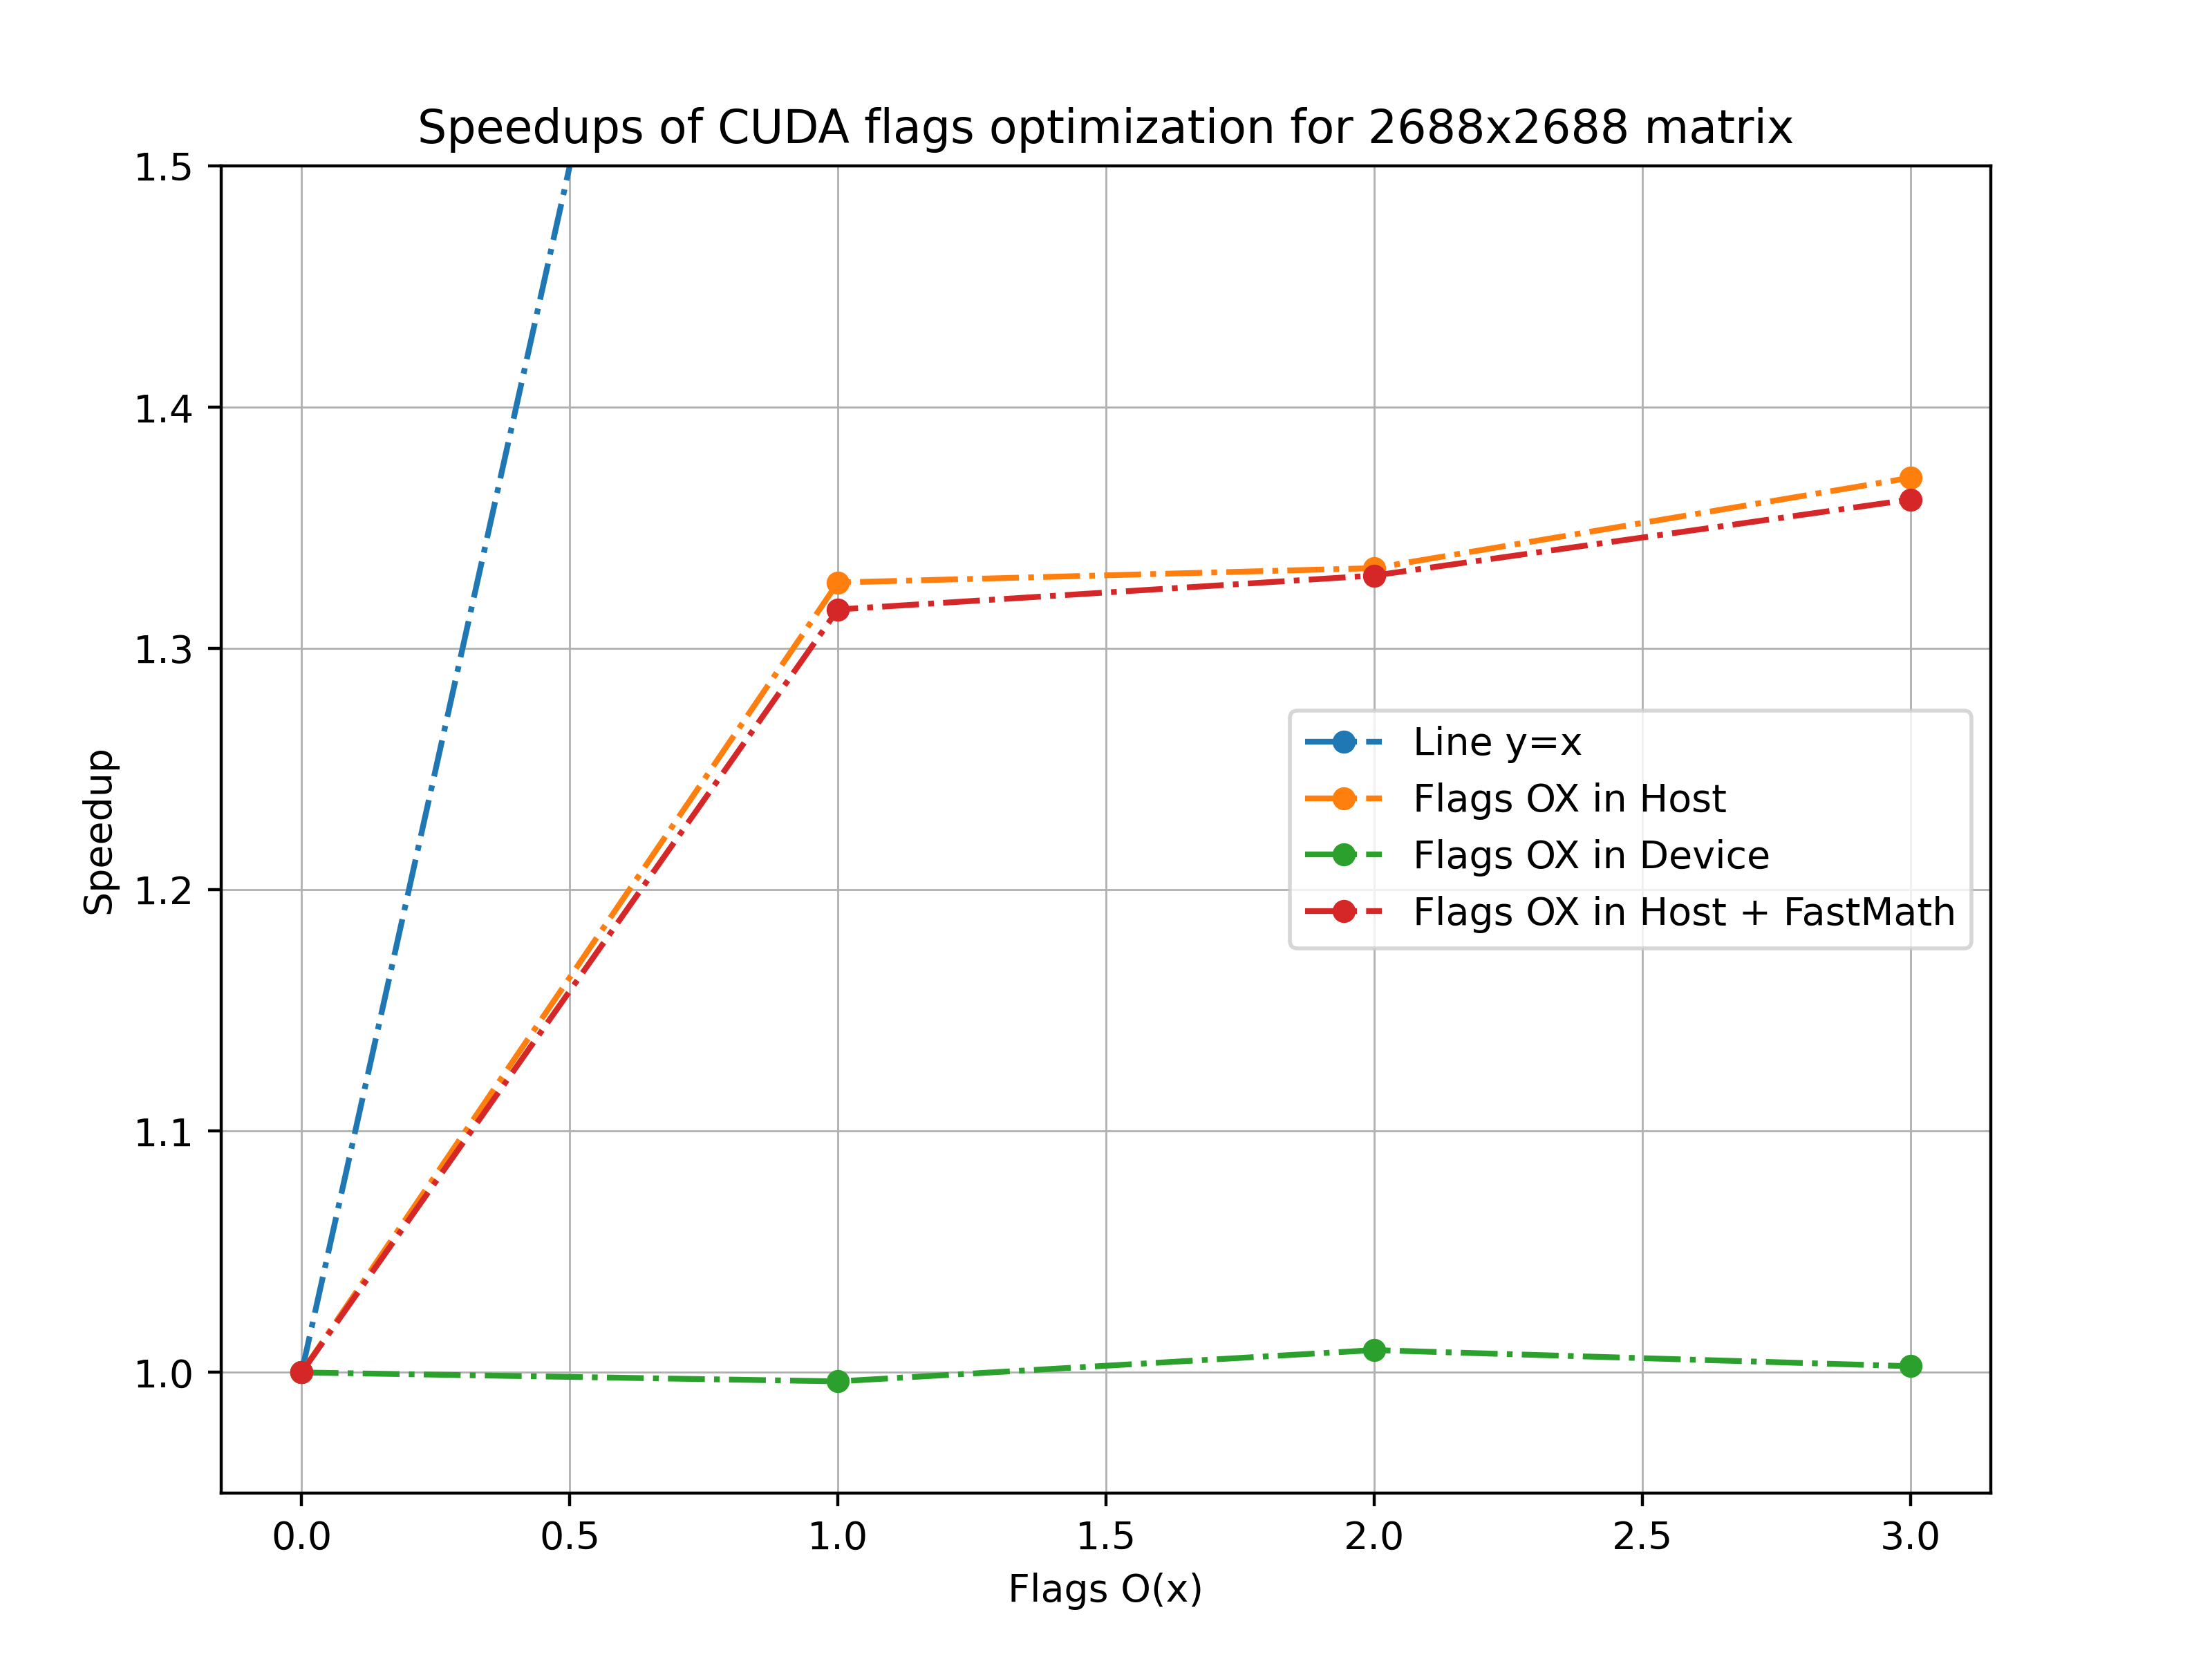 Speedups of CUDA flags optimization for 2688x2688 matrix
1.5
1.4
1.3
1.2
1.1
1.0
Speedup
Line y=x
Flags OX in Host
Flags OX in Device
Flags OX in Host + FastMath
0.0 0.5 1.0 1.5 2.0 2.5 3.0
Flags O(x)